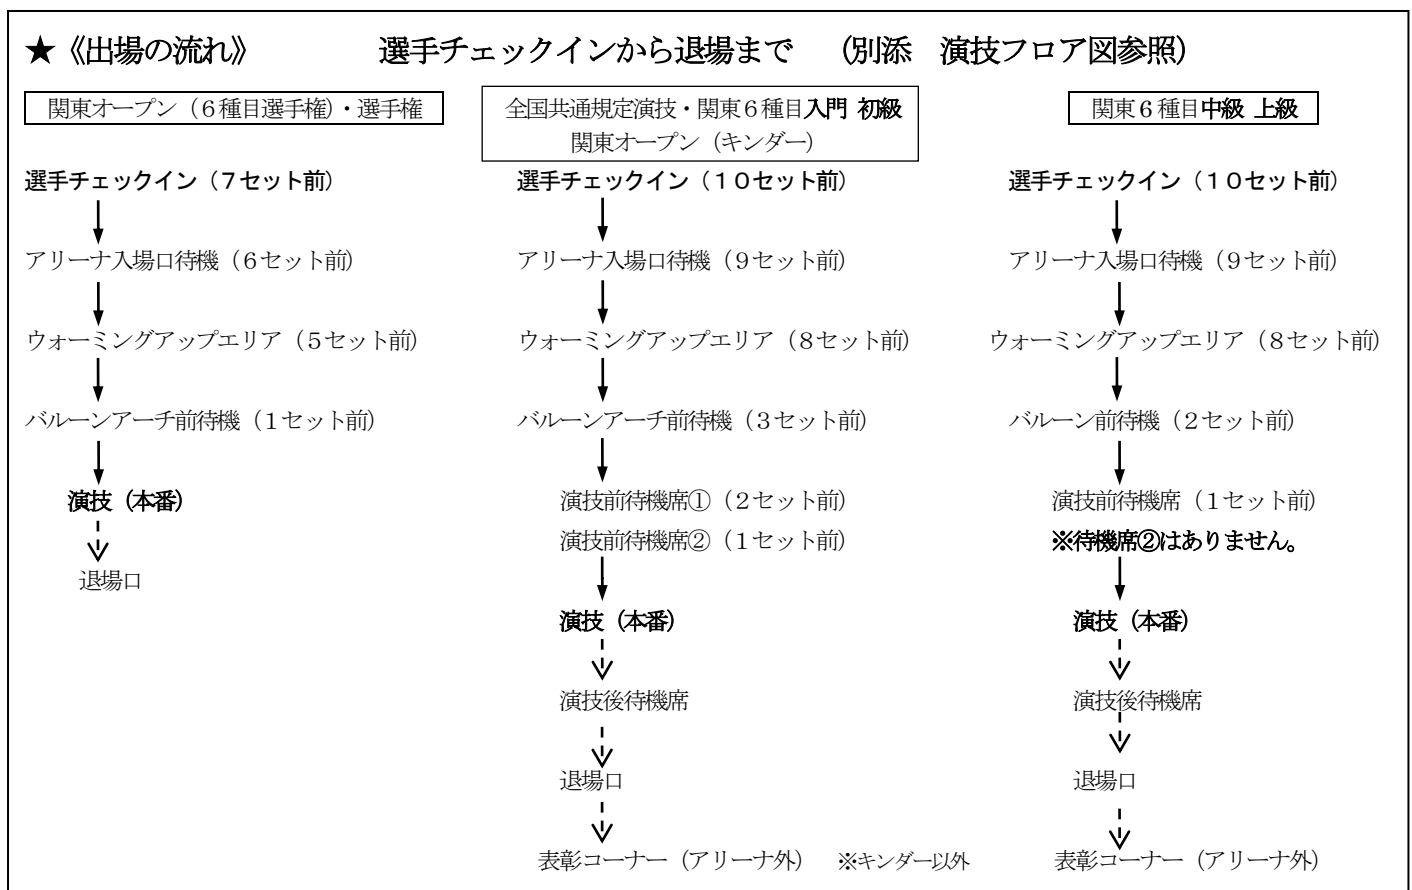 ★《出場の流れ》 選手チェックインから退場まで （別添 演技フロア図参照）
関東オープン（６種目選手権）・選手権
選手チェックイン（７セット前）
アリーナ入場口待機（６セット前）
ウォーミングアップエリア（５セット前）
バルーンアーチ前待機（１セット前）
演技（本番）
退場口
全国共通規定演技・関東６種目入門 初級
関東オープン（キンダー）
選手チェックイン（１０セット前）
アリーナ入場口待機（９セット前）
ウォーミングアップエリア（８セット前）
バルーンアーチ前待機（３セット前）
演技前待機席①（２セット前）
演技前待機席②（１セット前）
演技（本番）
演技後待機席
退場口
表彰コーナー（アリーナ外） ※キンダー以外
関東６種目中級 上級
選手チェックイン（１０セット前）
アリーナ入場口待機（９セット前）
ウォーミングアップエリア（８セット前）
バルーン前待機（２セット前）
演技前待機席（１セット前）
※待機席②はありません。
演技（本番）
演技後待機席
退場口
表彰コーナー（アリーナ外）